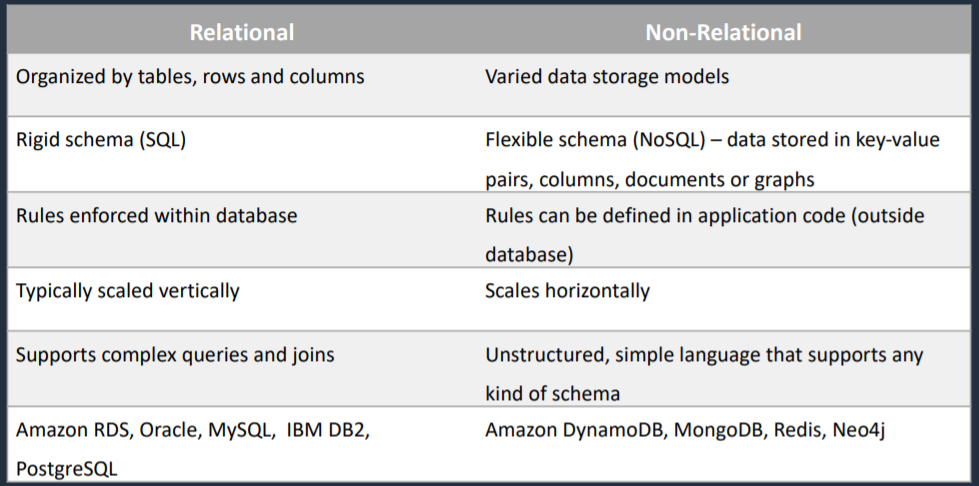 Relational
Non-Relational
Organized by tables, rows and columns
Varied data storage models
Rigid schema (SQL)
Flexible schema (NoSQL) – data stored in key-value
pairs, columns, documents or graphs
Rules enforced within database
Rules can be defined in application code (outside
database)
Typically scaled vertically
Scales horizontally
Supports complex queries and joins
Unstructured, simple language that supports any
kind of schema
Amazon RDS, Oracle, MySQL, IBM DB2,
PostgreSQL
Amazon DynamoDB, MongoDB, Redis, Neo4j